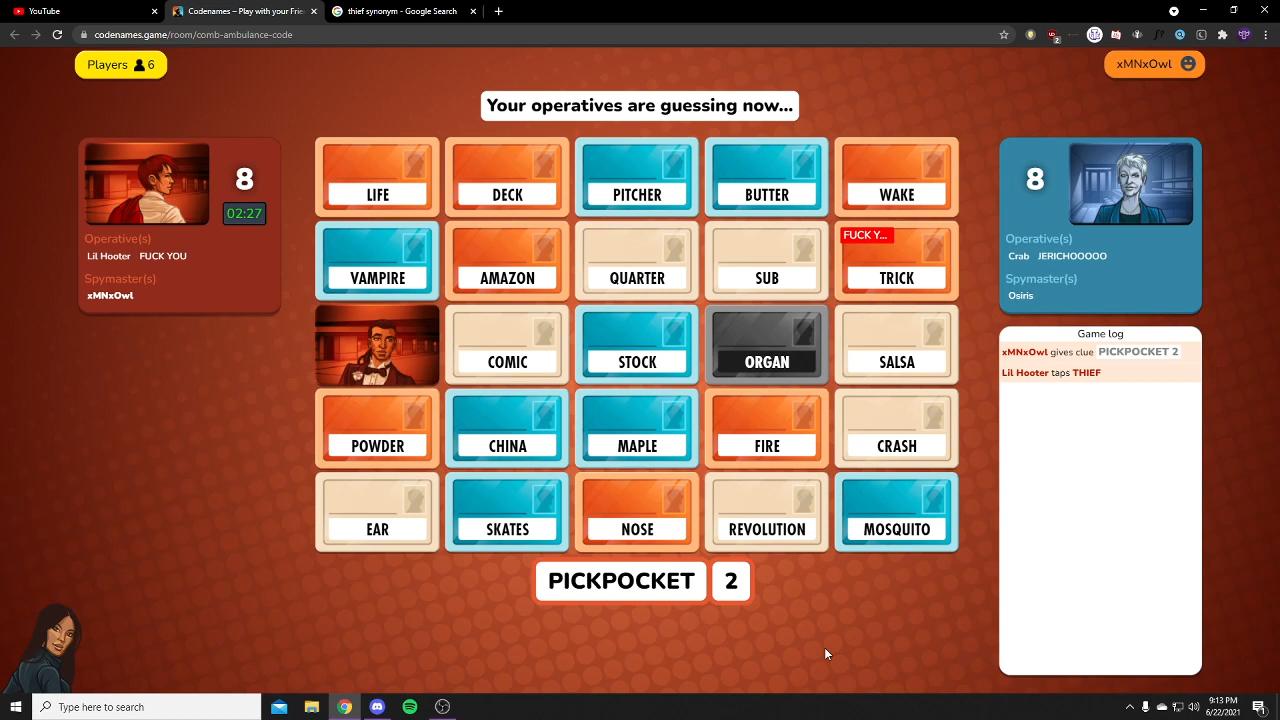 YouTube
Codenames – Play with your Frie
thief synonym - Google Search
codenames.game/room/comb-ambulance-code
2
Players 6
xMNxOwl
Your operatives are guessing now...
8
02:27
Operative(s)
Lil Hooter FUCK YOU
Spymaster(s)
xMNxOwl
LIFE
DECK
PITCHER
BUTTER
WAKE
VAMPIRE
AMAZON
QUARTER
SUB
FUCK Y...
TRICK
COMIC
STOCK
ORGAN
SALSA
POWDER
CHINA
MAPLE
FIRE
CRASH
EAR
SKATES
NOSE
REVOLUTION
MOSQUITO
PICKPOCKET 2
8
Operative(s)
Crab JERICHOOOOO
Spymaster(s)
Osiris
Game log
xMNxOwl gives clue PICKPOCKET 2
Lil Hooter taps THIEF
Type here to search
9:13 PM
6/22/2021